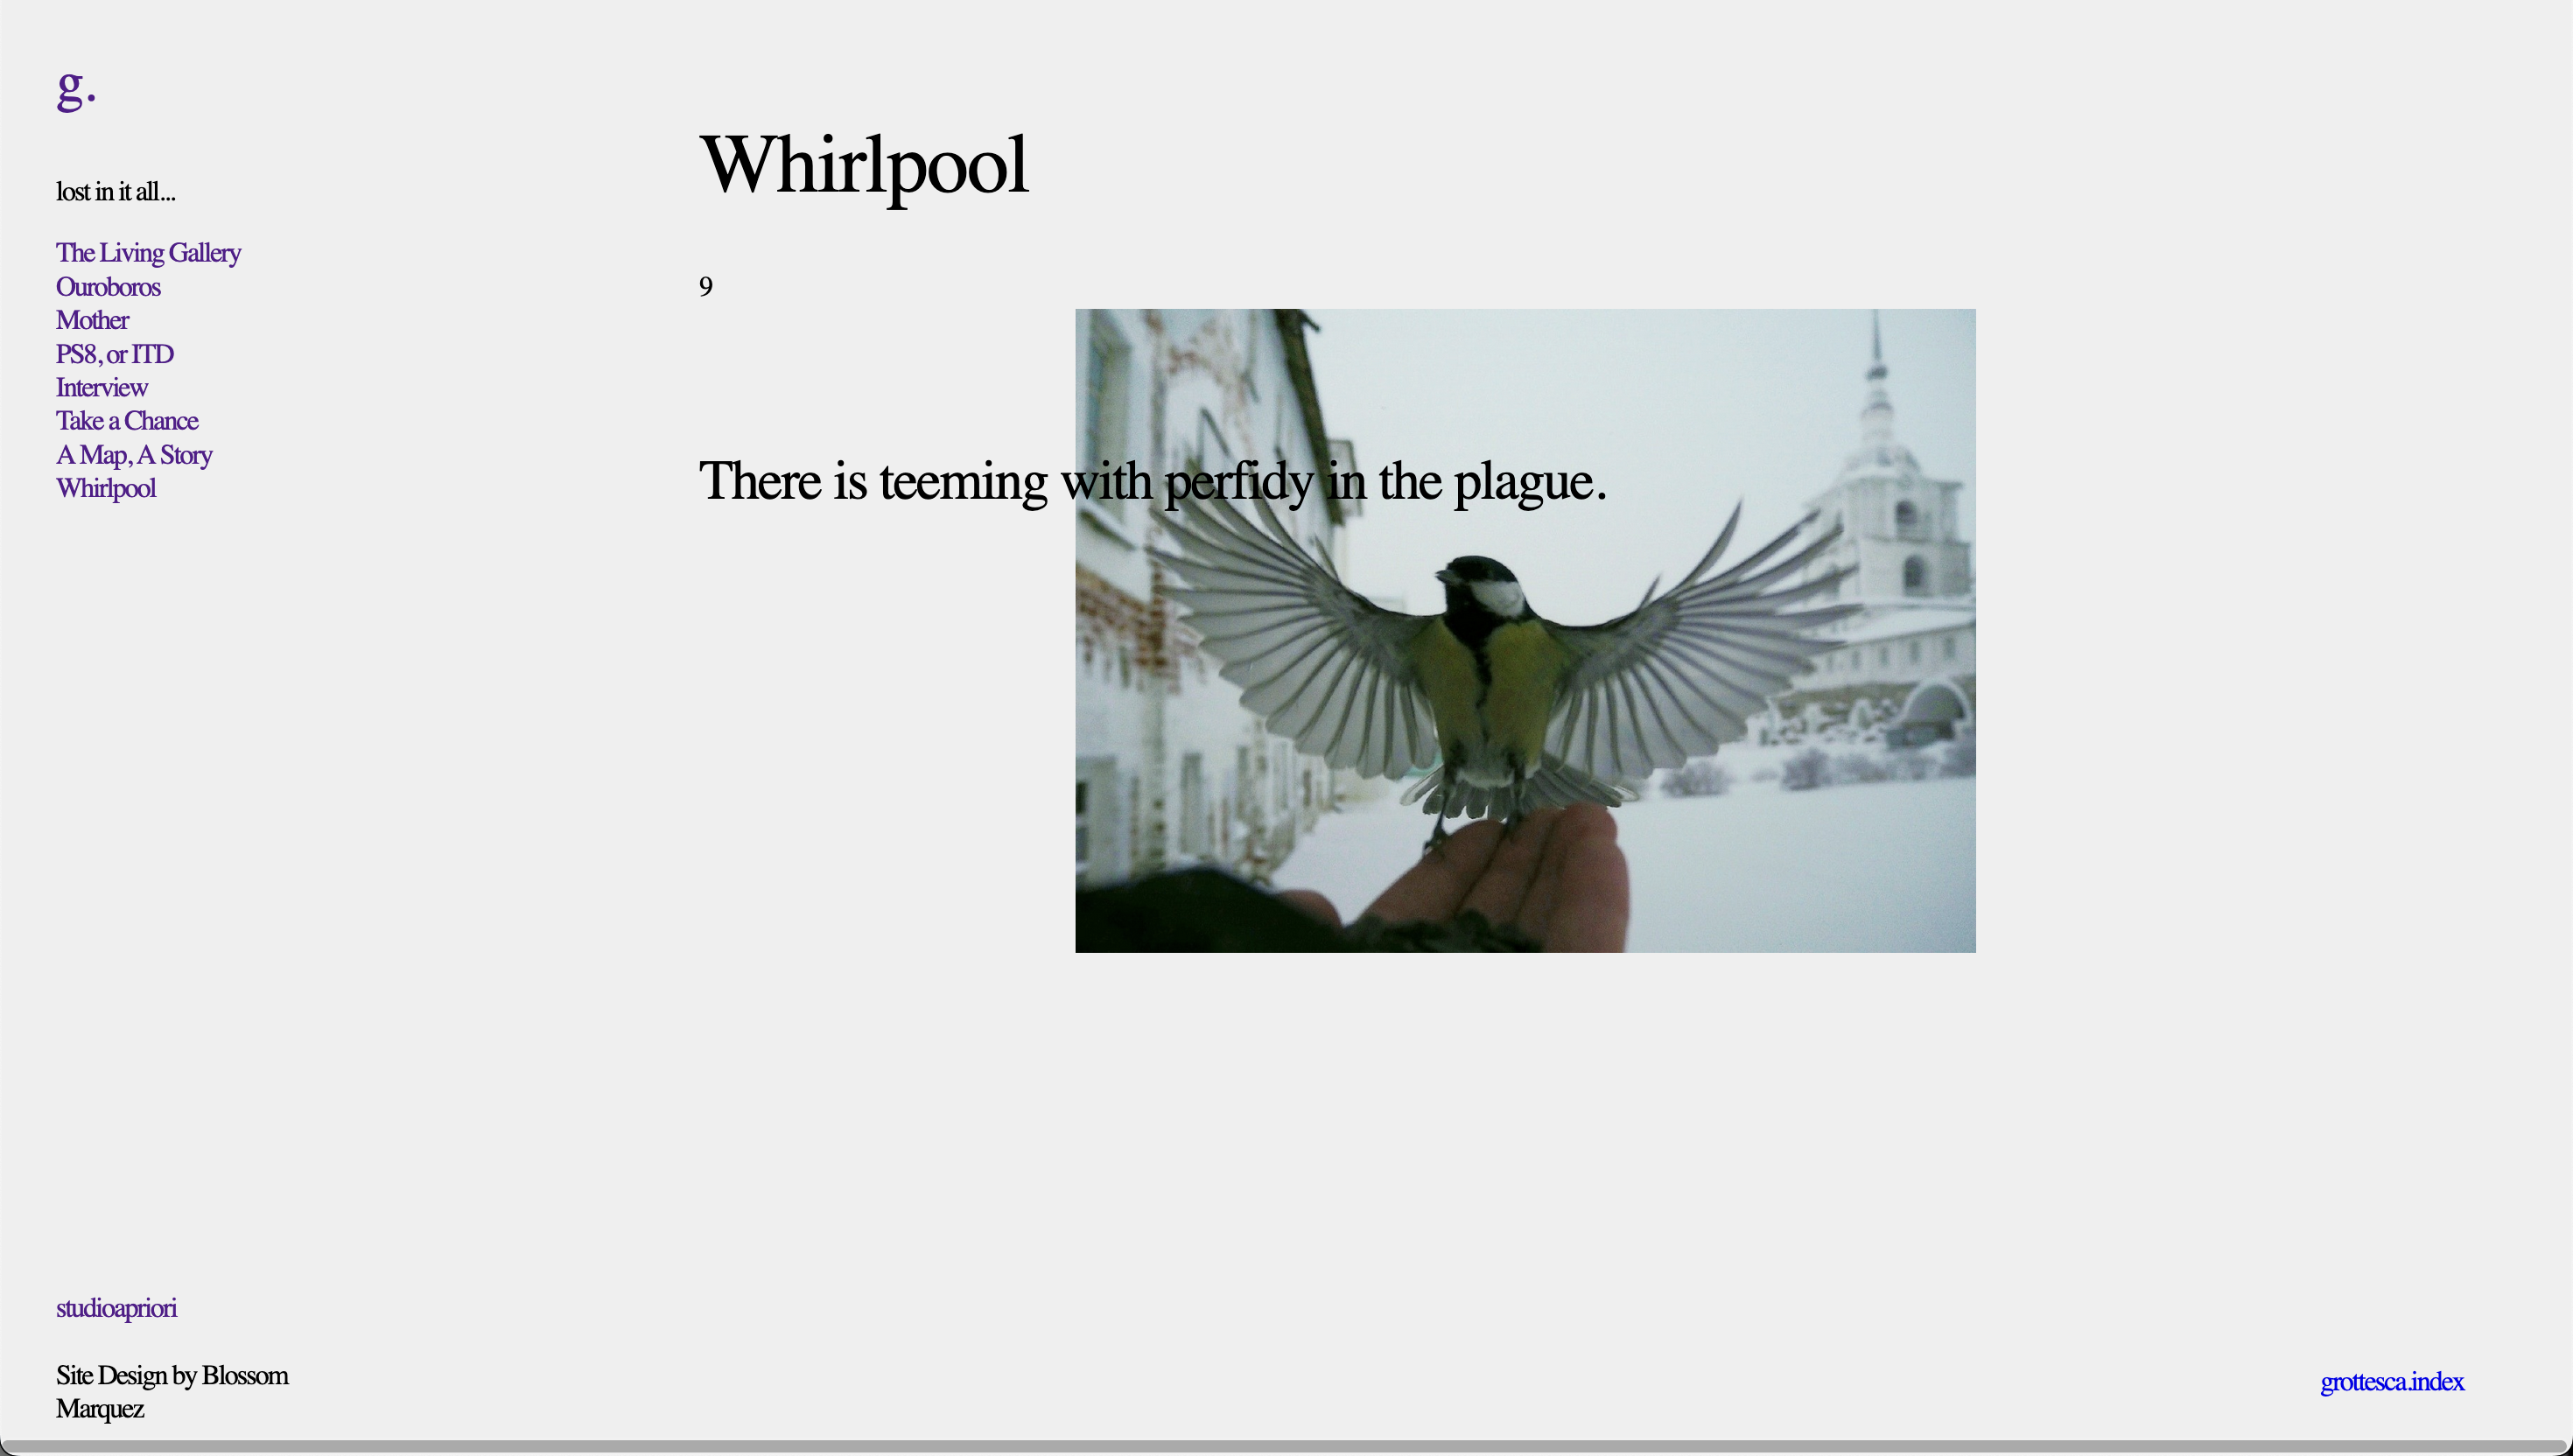 g.
lost in it all...
The Living Gallery
Ouroboros
Mother
PS8, or ITD
Interview
Take a Chance
A Map, A Story
Whirlpool
Whirlpool
9
There is teeming with perfidy in the plague.
studioapriori
Site Design by Blossom
Marquez
grottesca.index